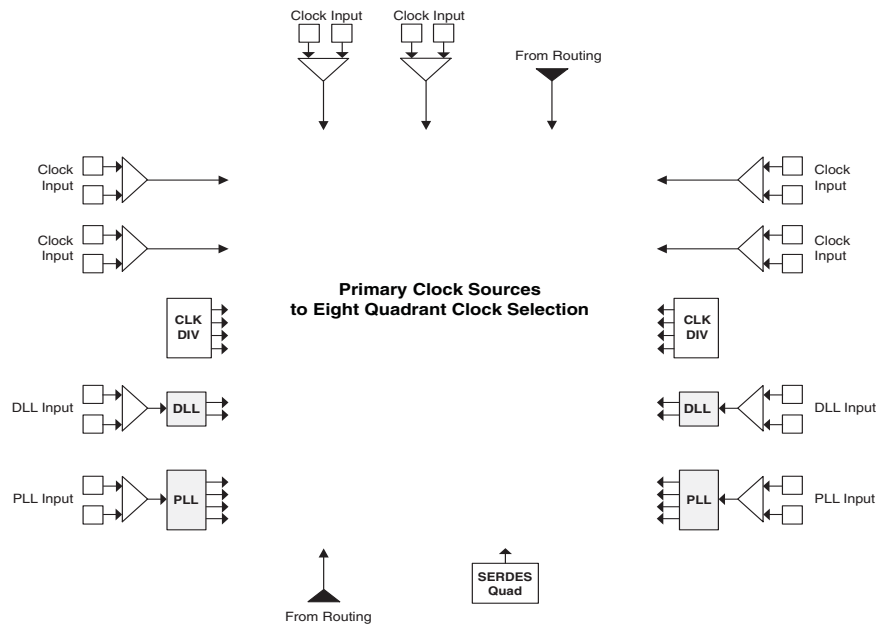 Clock Input
Clock Input
From Routing
Clock
Input
Clock
Input
Clock
Input
Clock
Input
Primary Clock Sources
to Eight Quadrant Clock Selection
CLK
DIV
CLK
DIV
DLL Input
DLL
DLL
DLL Input
PLL Input
PLL
PLL
PLL Input
From Routing
SERDES
Quad